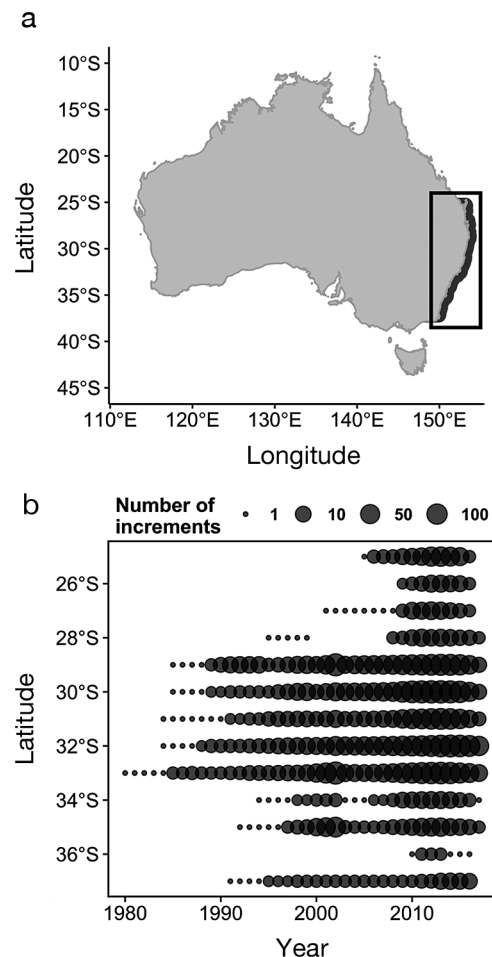 a
10°S
15°S
20°S
25°S
30°S
35°S
40°S
45°S
Latitude
110°E 120°E 130°E 140°E 150°E
Longitude
b
Number of increments 1 10 50 100
26°S
28°S
30°S
32°S
34°S
36°S
Latitude
1980 1990 2000 2010
Year